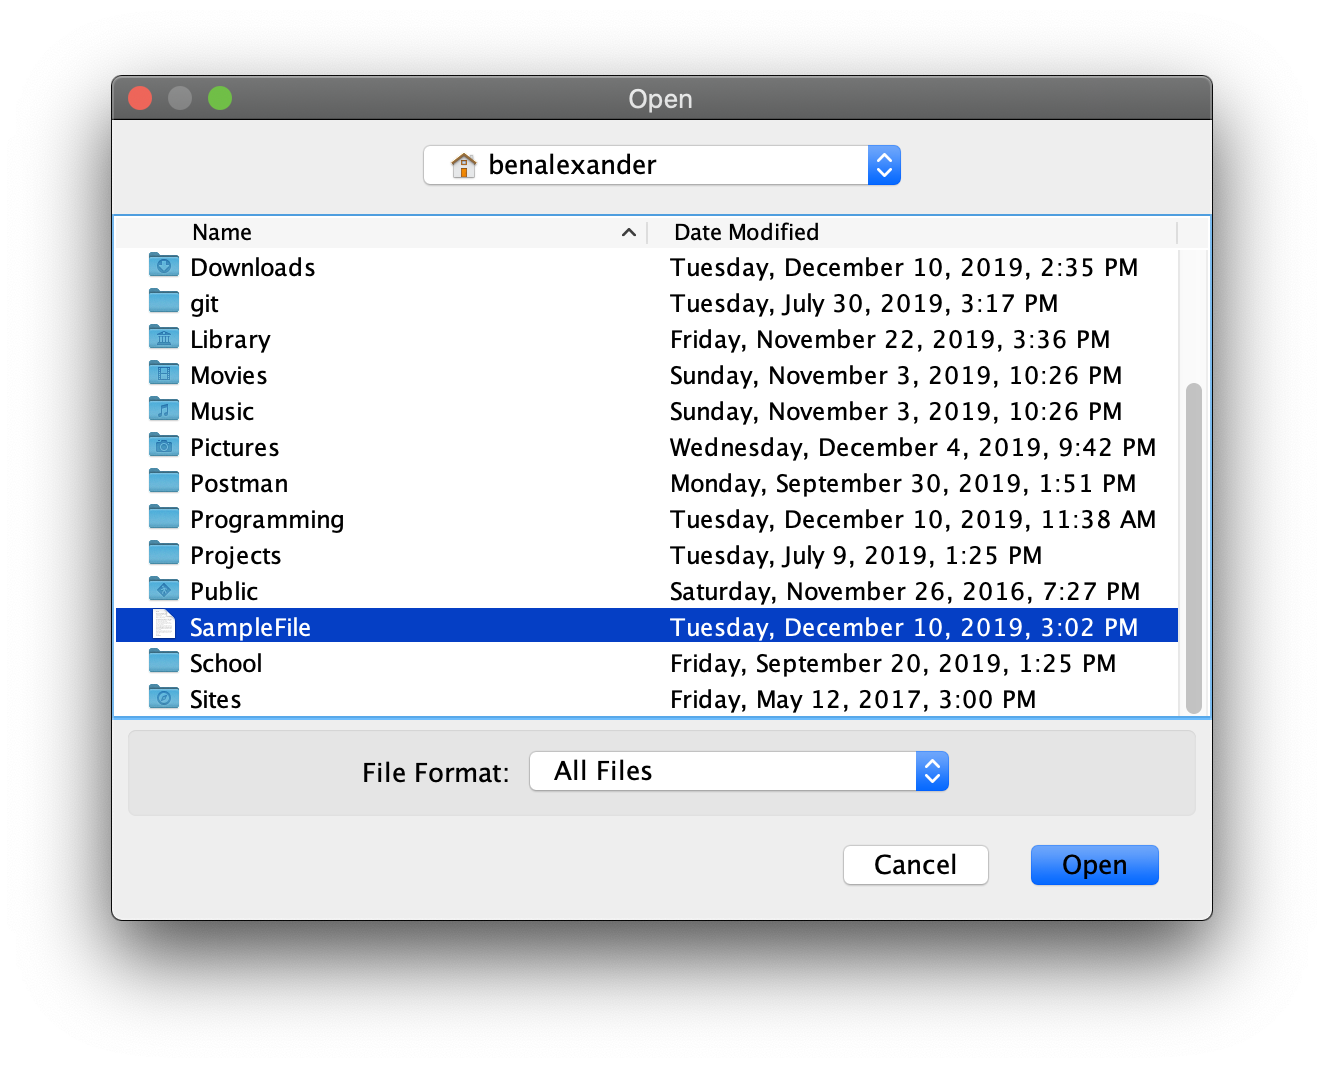 Open
benalexander
Name Date Modified
Downloads Tuesday, December 10, 2019, 2:35 PM
git Tuesday, July 30, 2019, 3:17 PM
Library Friday, November 22, 2019, 3:36 PM
Movies Sunday, November 3, 2019, 10:26 PM
Music Sunday, November 3, 2019, 10:26 PM
Pictures Wednesday, December 4, 2019, 9:42 PM
Postman Monday, September 30, 2019, 1:51 PM
Programming Tuesday, December 10, 2019, 11:38 AM
Projects Tuesday, July 9, 2019, 1:25 PM
Public Saturday, November 26, 2016, 7:27 PM
SampleFile Tuesday, December 10, 2019, 3:02 PM
School Friday, September 20, 2019, 1:25 PM
Sites Friday, May 12, 2017, 3:00 PM
File Format: All Files
Cancel Open